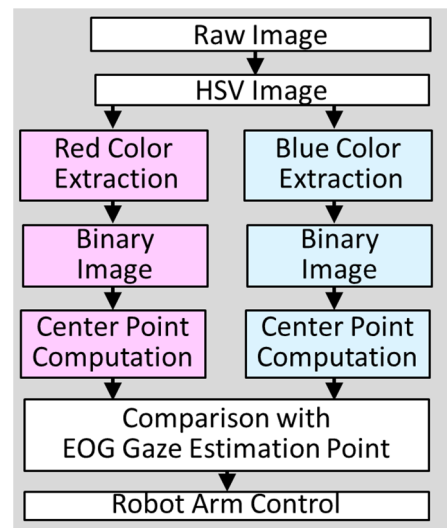 Raw Image
HSV Image
Red Color
Extraction
Blue Color
Extraction
Binary
Image
Binary
Image
Center Point
Computation
Center Point
Computation
Comparison with
EOG Gaze Estimation Point
Robot Arm Control